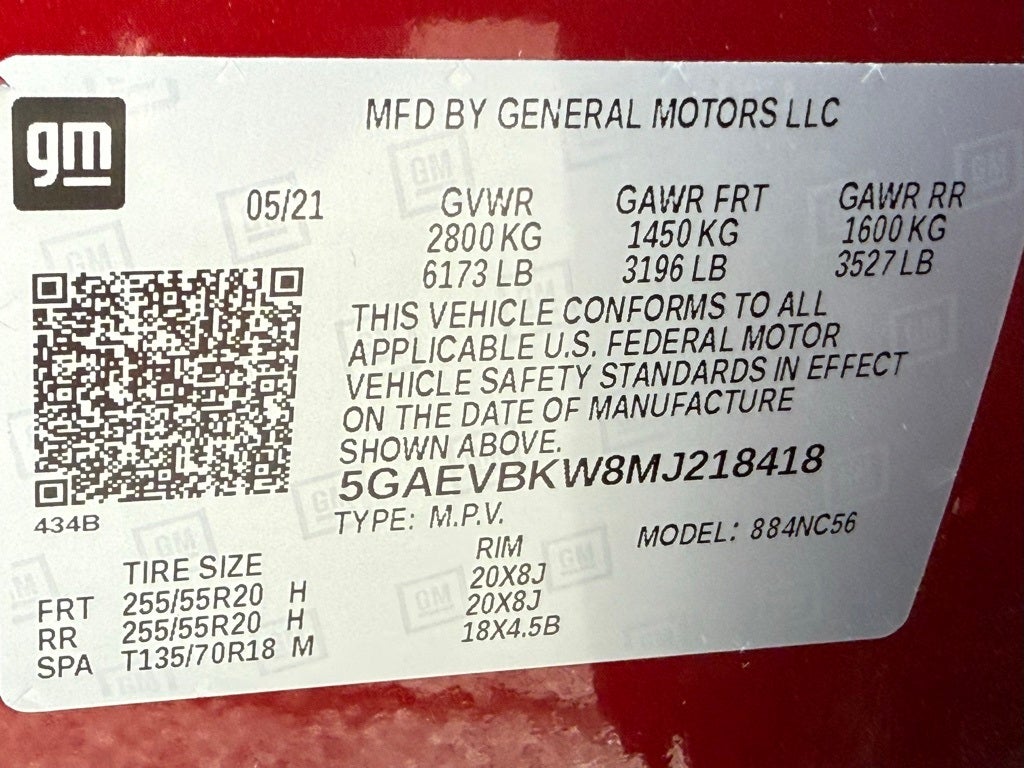 gm
MFD BY GENERAL MOTORS LLC
05/21 GVWR GAWR FRT GAWR RR
2800 KG 1450 KG 1600 KG
6173 LB 3196 LB 3527 LB
THIS VEHICLE CONFORMS TO ALL
APPLICABLE U.S. FEDERAL MOTOR
VEHICLE SAFETY STANDARDS IN EFFECT
ON THE DATE OF MANUFACTURE
SHOWN ABOVE.
5GAEVBKW8MJ218418
434B
TYPE: M.P.V. MODEL: 884NC56
TIRE SIZE RIM
FRT 255/55R20 H 20X8J
RR 255/55R20 H 20X8J
SPA T135/70R18 M 18X4.5B